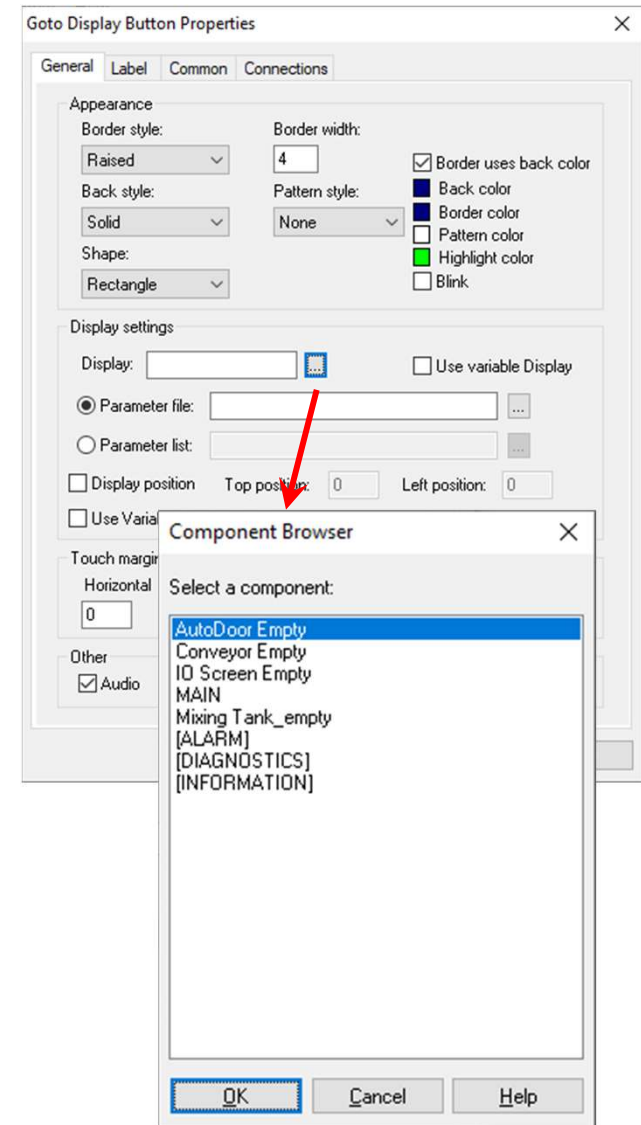 Goto Display Button Properties
General Label Common Connections
Appearance
Border style: Border width:
Raised 4 Border uses back color
Back style: Pattern style: Back color
Solid None Border color
Pattern color
Shape: Highlight color
Rectangle Blink
Display settings
Display: ... Use variable Display
Parameter file: ...
Parameter list: ...
Display position Top position: 0 Left position: 0
Use Varia
Component Browser
Touch margin
Horizontal Select a component:
0
AutoDoor Empty
Conveyor Empty
Other
IO Screen Empty
Audio
MAIN
Mixing Tank_empty
[ALARM]
[DIAGNOSTICS]
[INFORMATION]
OK Cancel Help